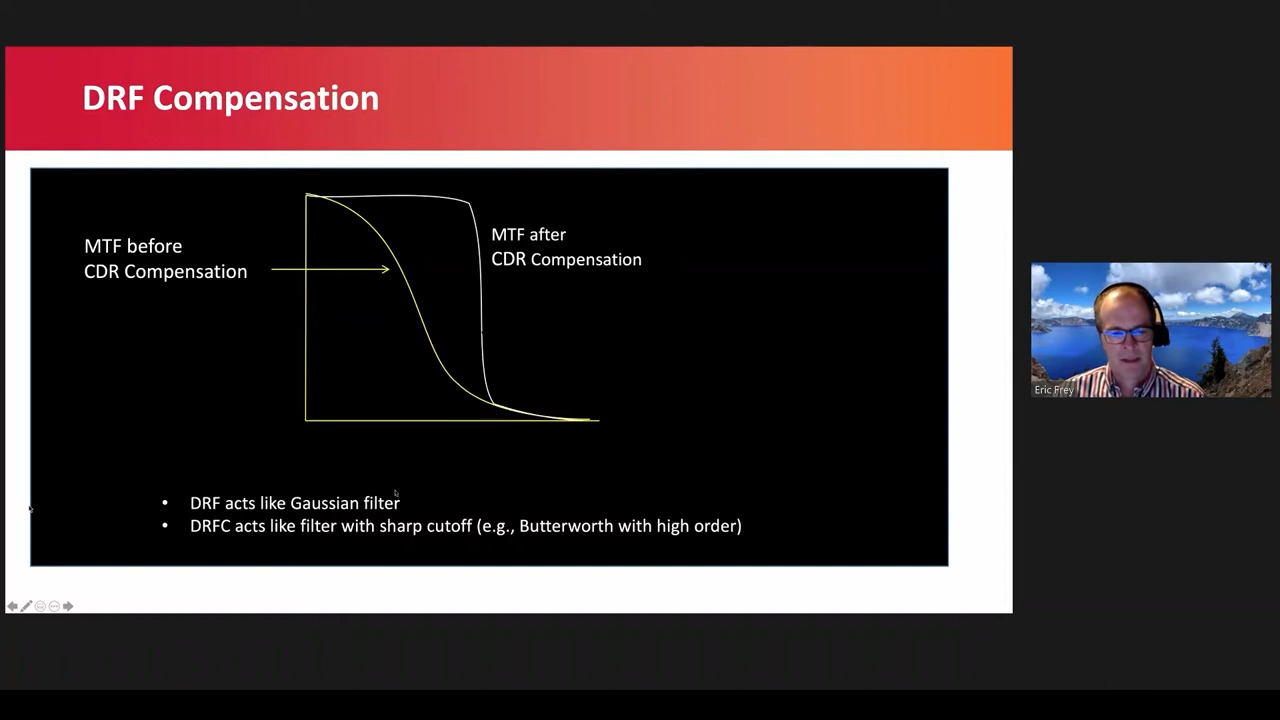 DRF Compensation
MTF before
CDR Compensation
MTF after
CDR Compensation
• DRF acts like Gaussian filter
• DRFC acts like filter with sharp cutoff (e.g., Butterworth with high order)
Eric Frey